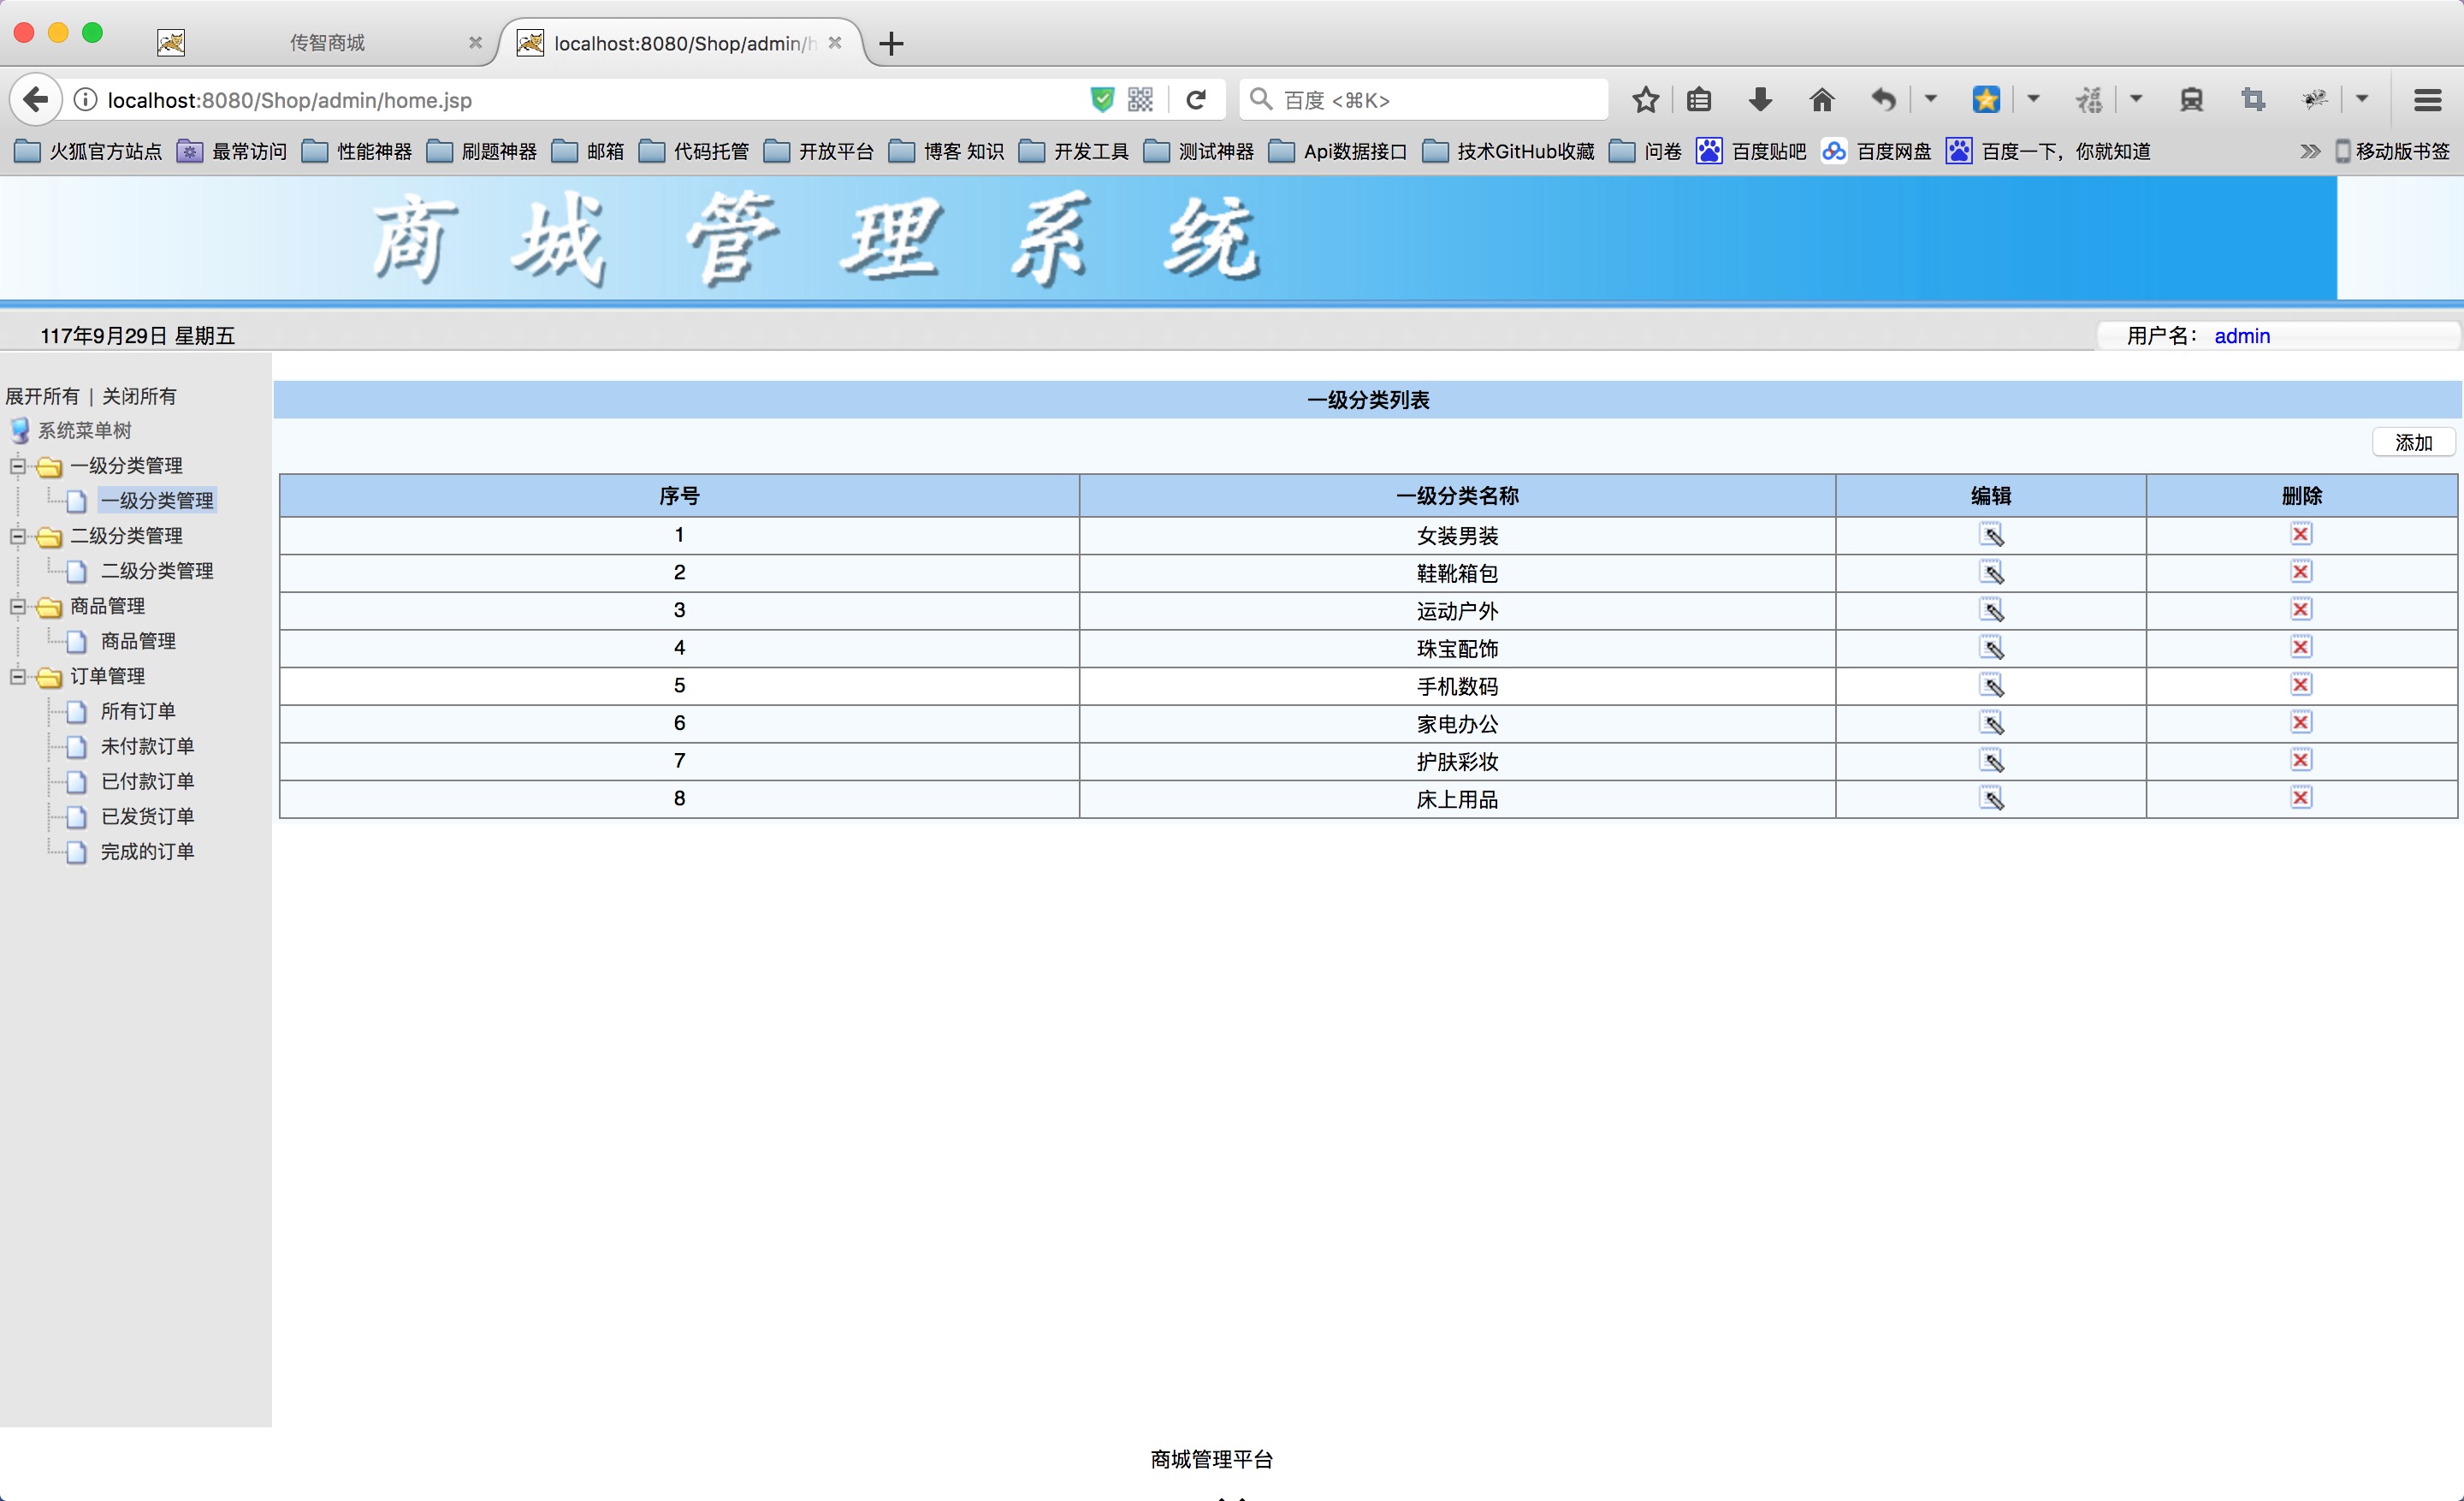 传智商城
localhost:8080/Shop/admin/h
localhost:8080/Shop/admin/home.jsp
百度 <⌘K>
福
火狐官方站点 最常访问 性能神器 刷题神器 邮箱 代码托管 开放平台 博客 知识 开发工具 测试神器 Api数据接口 技术GitHub收藏 问卷 百度贴吧 百度网盘 百度一下，你就知道 移动版书签
商城管理系统
117年9月29日 星期五
用户名： admin
展开所有 | 关闭所有
系统菜单树
一级分类管理
一级分类管理
二级分类管理
二级分类管理
商品管理
商品管理
订单管理
所有订单
未付款订单
已付款订单
已发货订单
完成的订单
一级分类列表
添加
序号 一级分类名称 编辑 删除
1 女装男装
2 鞋靴箱包
3 运动户外
4 珠宝配饰
5 手机数码
6 家电办公
7 护肤彩妆
8 床上用品
商城管理平台